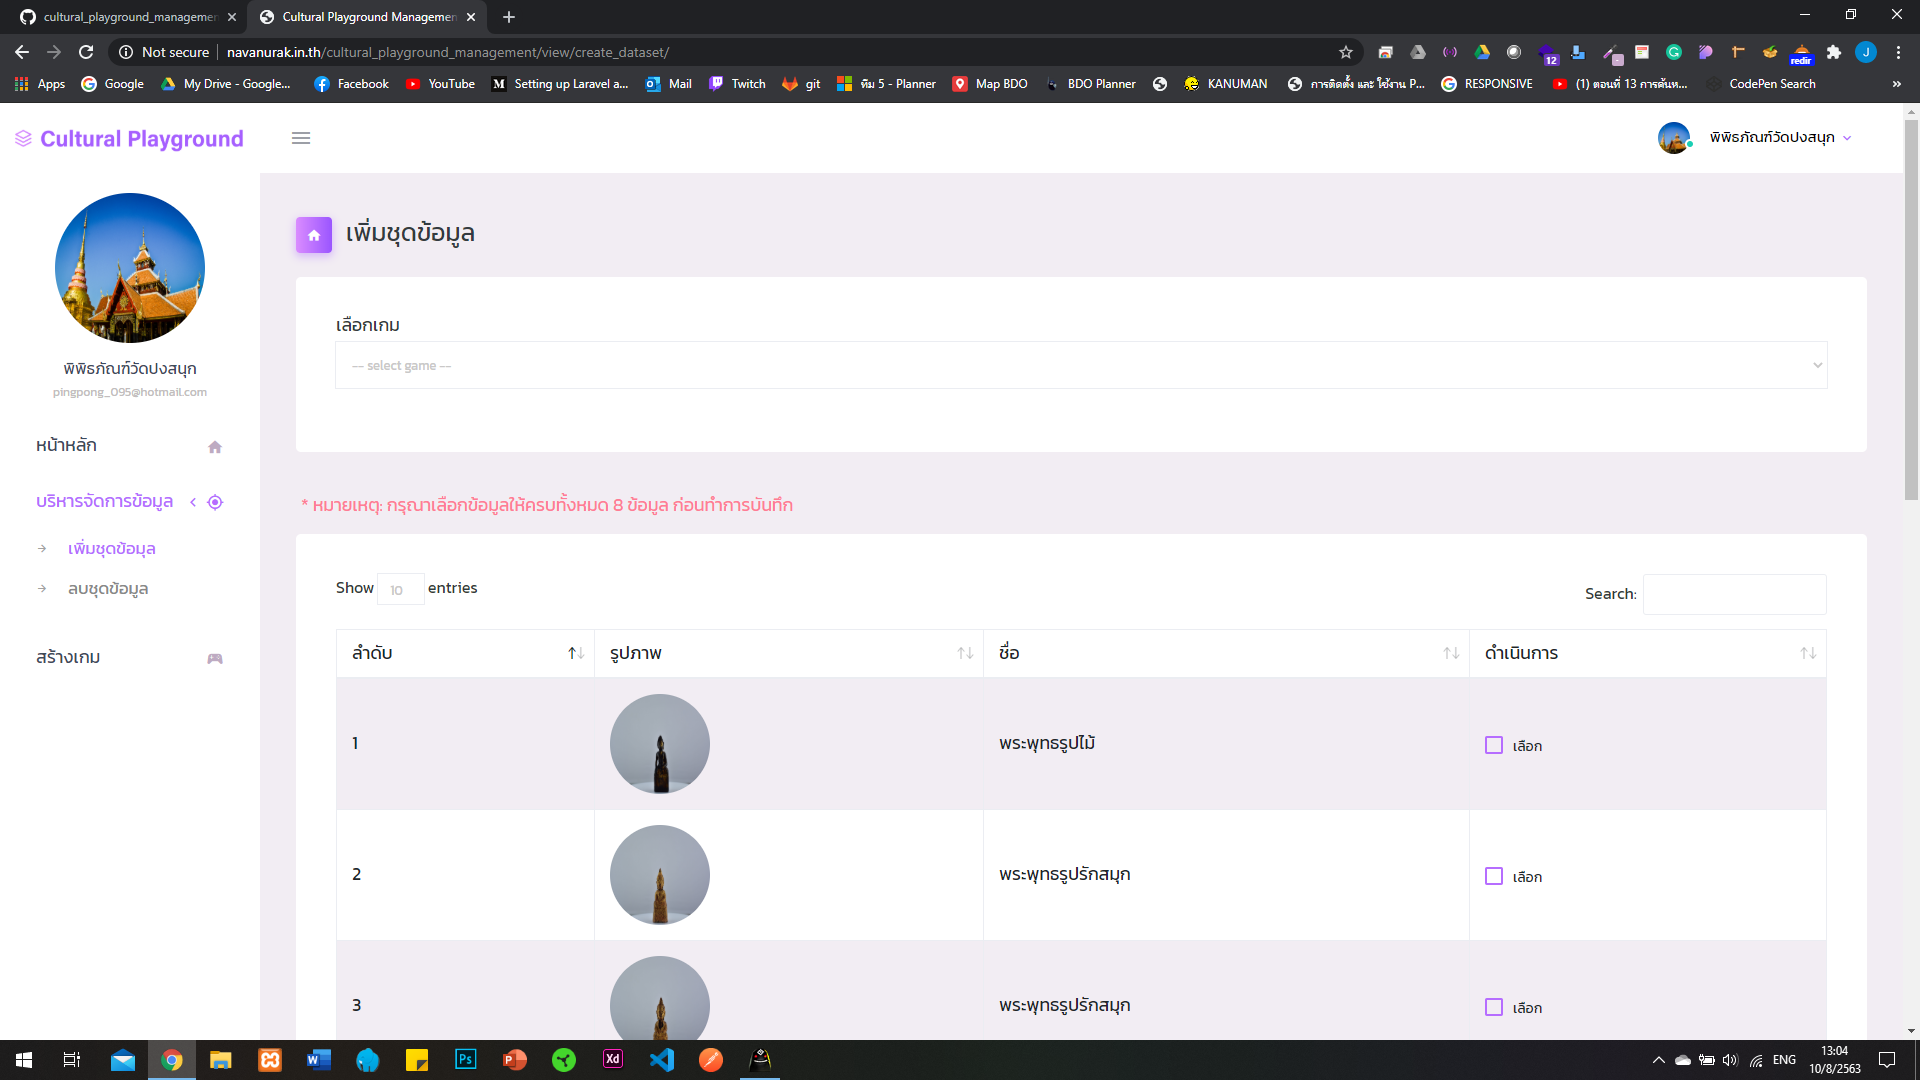 cultural_playground_managemen
Cultural Playground Managemen
Not secure
navanurak.in.th/cultural_playground_management/view/create_dataset/
12
redir
J
Apps
Google
My Drive - Google...
Facebook
YouTube
Setting up Laravel a...
Mail
Twitch
git
ทีม 5 - Planner
Map BDO
BDO Planner
KANUMAN
การติดตั้ง และ ใช้งาน P...
RESPONSIVE
(1) ตอนที่ 13 การค้นห...
CodePen Search
»
Cultural Playground
พิพิธภัณฑ์วัดปงสนุก
พิพิธภัณฑ์วัดปงสนุก
pingpong_095@hotmail.com
หน้าหลัก
บริหารจัดการข้อมูล
เพิ่มชุดข้อมุล
ลบชุดข้อมูล
สร้างเกม
เพิ่มชุดข้อมูล
เลือกเกม
-- select game --
* หมายเหตุ: กรุณาเลือกข้อมูลให้ครบทั้งหมด 8 ข้อมูล ก่อนทำการบันทึก
Show 10 entries
Search:
ลำดับ รูปภาพ ชื่อ ดำเนินการ
1 พระพุทธรูปไม้ เลือก
2 พระพุทธรูปรักสมุก เลือก
3 พระพุทธรูปรักสมุก เลือก
ENG
13:04
10/8/2563